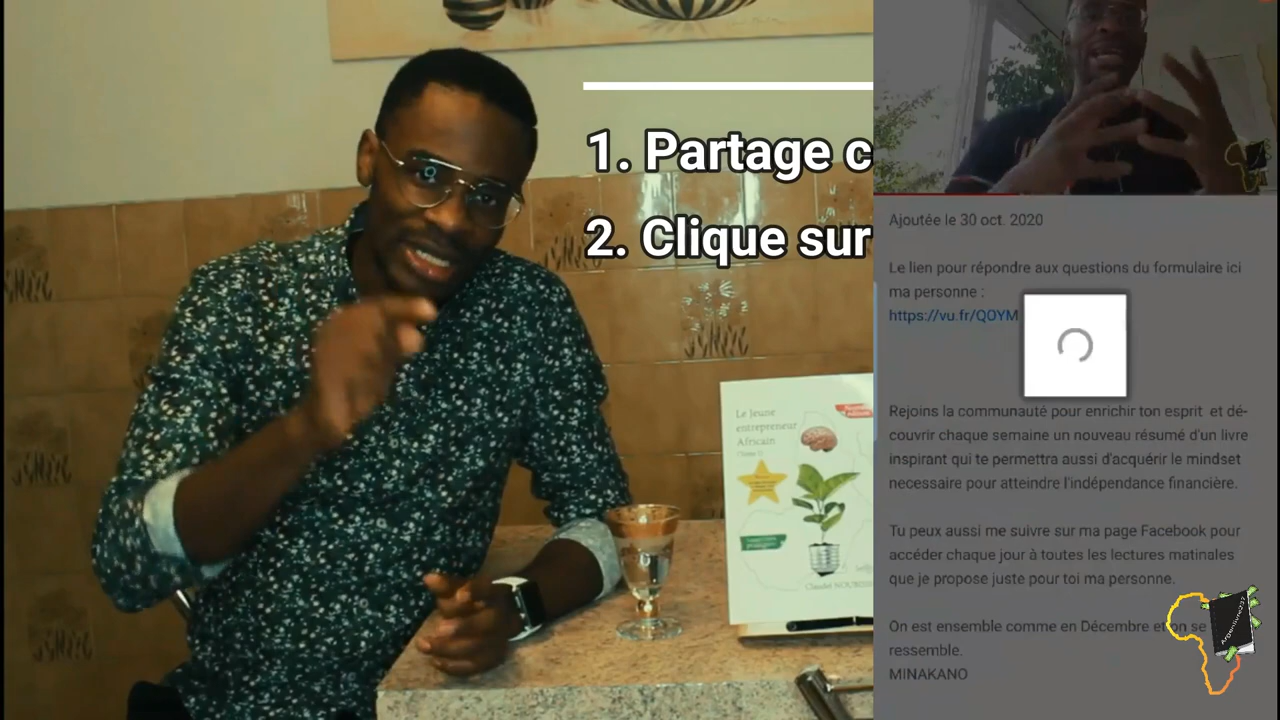 1. Partage c
2. Clique sur
Le Jeune
entrepreneur
Africain
Ajoutée le 30 oct. 2020
Le lien pour répondre aux questions du formulaire ici
ma personne :
https://vu.fr/QOYM
Rejoins la communauté pour enrichir ton esprit et dé-
couvrir chaque semaine un nouveau résumé d'un livre
inspirant qui te permettra aussi d'acquérir le mindset
necessaire pour atteindre l'indépendance financière.
Tu peux aussi me suivre sur ma page Facebook pour
accéder chaque jour à toutes les lectures matinales
que je propose juste pour toi ma personne.
On est ensemble comme en Décembre et on se
ressemble.
MINAKANO